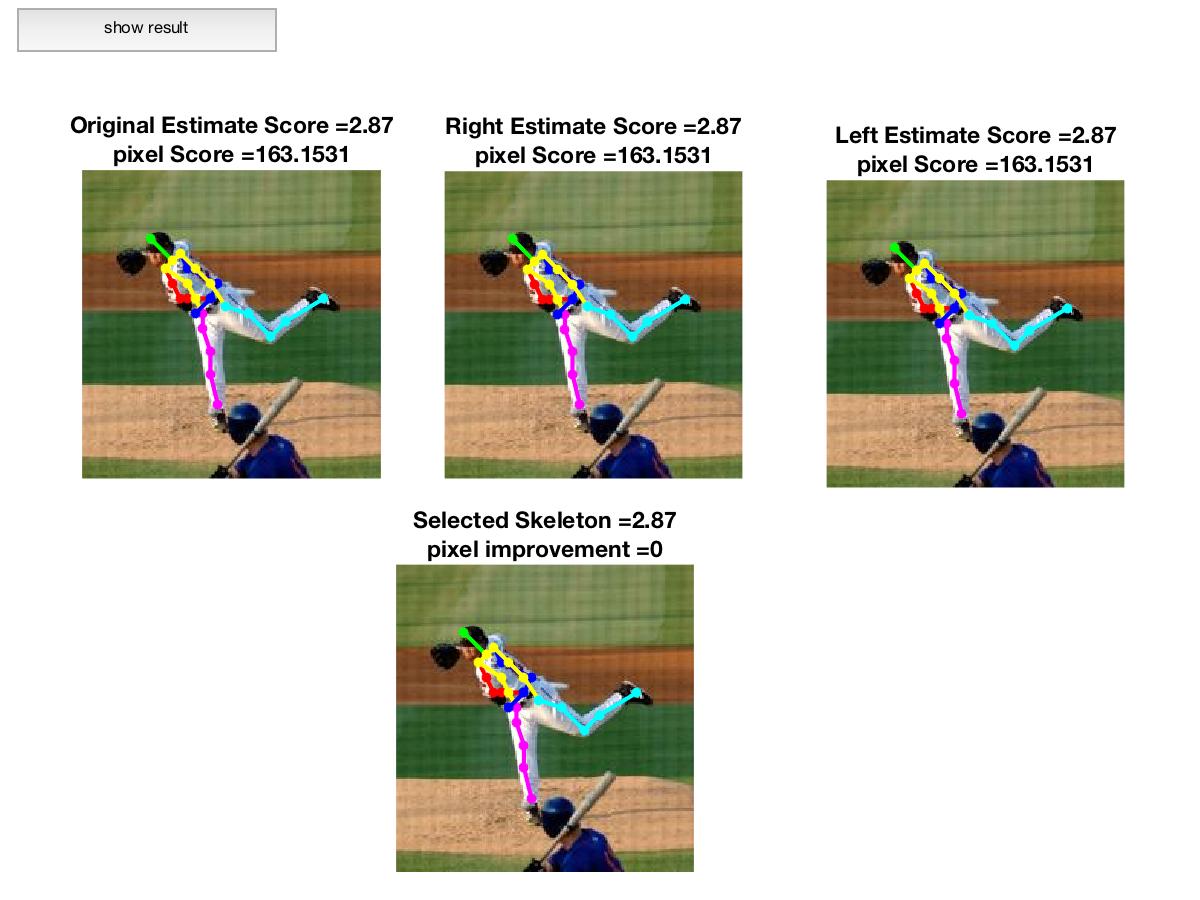 show result
Original Estimate Score =2.87
pixel Score =163.1531
Right Estimate Score =2.87
pixel Score =163.1531
Left Estimate Score =2.87
pixel Score =163.1531
Selected Skeleton =2.87
pixel improvement =0